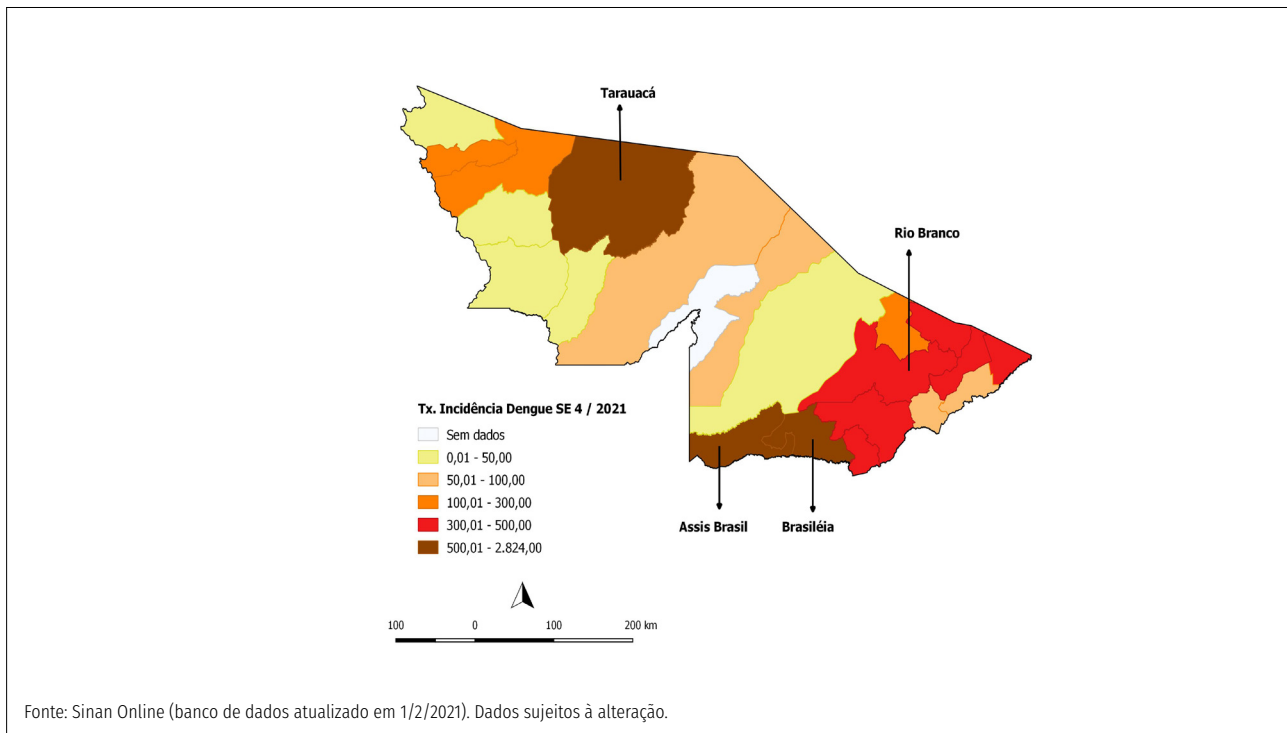 Tarauacá
Rio Branco
Tx. Incidência Dengue SE 4 / 2021
Sem dados
0,01 - 50,00
50,01 - 100,00
100,01 - 300,00
300,01 - 500,00
500,01 - 2.824,00
Assis Brasil
Brasiléia
100 0 100 200 km
Fonte: Sinan Online (banco de dados atualizado em 1/2/2021). Dados sujeitos à alteração.